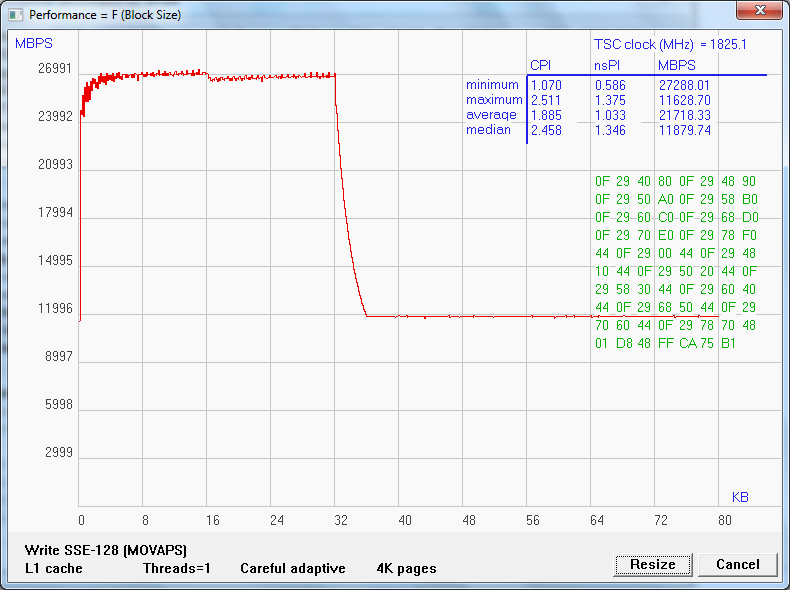 Performance = F (Block Size)
MBPS
TSC clock (MHz) = 1825.1
CPI nsPI MBPS
minimum 1.070 0.586 27288.01
maximum 2.511 1.375 11628.70
average 1.885 1.033 21718.33
median 2.458 1.346 11879.74
26991
23992
20993
17994
14995
11996
8997
5998
2999
0F 29 40 80 0F 29 48 90
0F 29 50 A0 0F 29 58 B0
0F 29 60 C0 0F 29 68 D0
0F 29 70 E0 0F 29 78 F0
44 0F 29 00 44 0F 29 48
10 44 0F 29 50 20 44 0F
29 58 30 44 0F 29 60 40
44 0F 29 68 50 44 0F 29
70 60 44 0F 29 78 70 48
01 D8 48 FF CA 75 B1
KB
0 8 16 24 32 40 48 56 64 72 80
Write SSE-128 (MOVAPS)
L1 cache Threads=1 Careful adaptive 4K pages
Resize Cancel